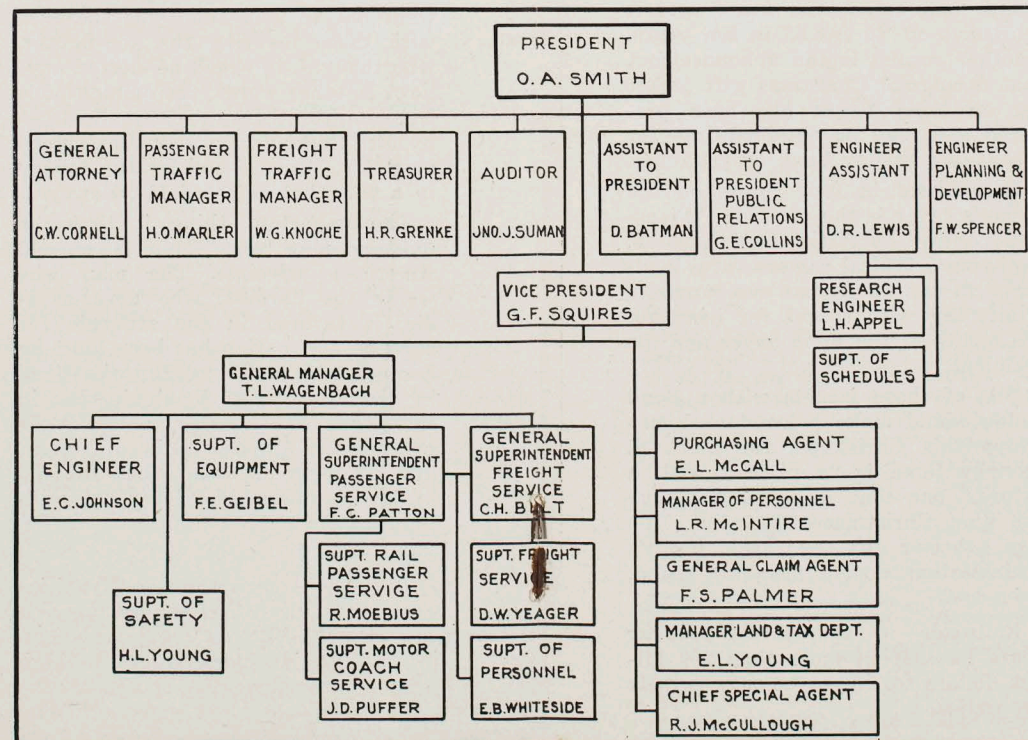 PRESIDENT
O. A. SMITH
GENERAL
ATTORNEY
C.W. CORNELL
PASSENGER
TRAFFIC
MANAGER
H.O. MARLER
FREIGHT
TRAFFIC
MANAGER
W.G. KNOCHE
TREASURER
H.R. GRENKE
AUDITOR
JNO. J. SUMAN
ASSISTANT
TO
PRESIDENT
D. BATMAN
ASSISTANT
TO
PRESIDENT
PUBLIC
RELATIONS
G.E. COLLINS
ENGINEER
ASSISTANT
D.R. LEWIS
ENGINEER
PLANNING &
DEVELOPMENT
F.W. SPENCER
VICE PRESIDENT
G.F. SQUIRES
RESEARCH
ENGINEER
L.H. APPEL
SUPT. OF
SCHEDULES
GENERAL MANAGER
T.L. WAGENBACH
CHIEF
ENGINEER
E.C. JOHNSON
SUPT. OF
EQUIPMENT
F.E. GEIBEL
GENERAL
SUPERINTENDENT
PASSENGER
SERVICE
F.C. PATTON
GENERAL
SUPERINTENDENT
FREIGHT
SERVICE
C.H.
SUPT. OF
SAFETY
H.L. YOUNG
SUPT. RAIL
PASSENGER
SERVICE
R. MOEBIUS
SUPT. FREIGHT
SERVICE
D.W. YEAGER
SUPT. MOTOR
COACH
SERVICE
J.D. PUFFER
SUPT. OF
PERSONNEL
E.B. WHITESIDE
PURCHASING AGENT
E.L. McCALL
MANAGER OF PERSONNEL
L.R. McINTIRE
GENERAL CLAIM AGENT
F.S. PALMER
MANAGER LAND & TAX DEPT.
E.L. YOUNG
CHIEF SPECIAL AGENT
R.J. McCULLOUGH